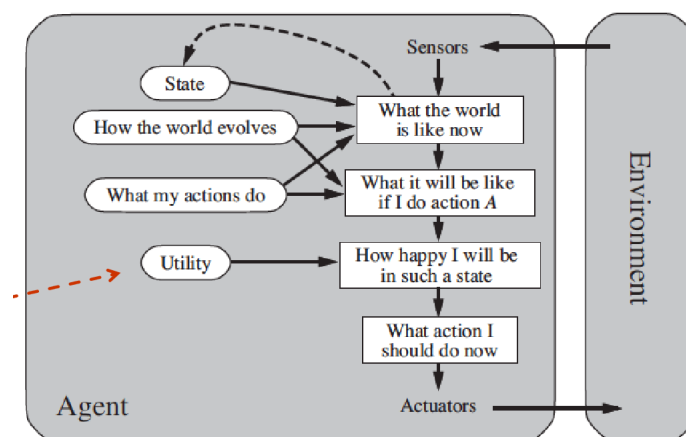 Sensors
State
What the world
is like now
How the world evolves
What my actions do
What it will be like
if I do action A
Utility
How happy I will be
in such a state
What action I
should do now
Agent
Actuators
Environment